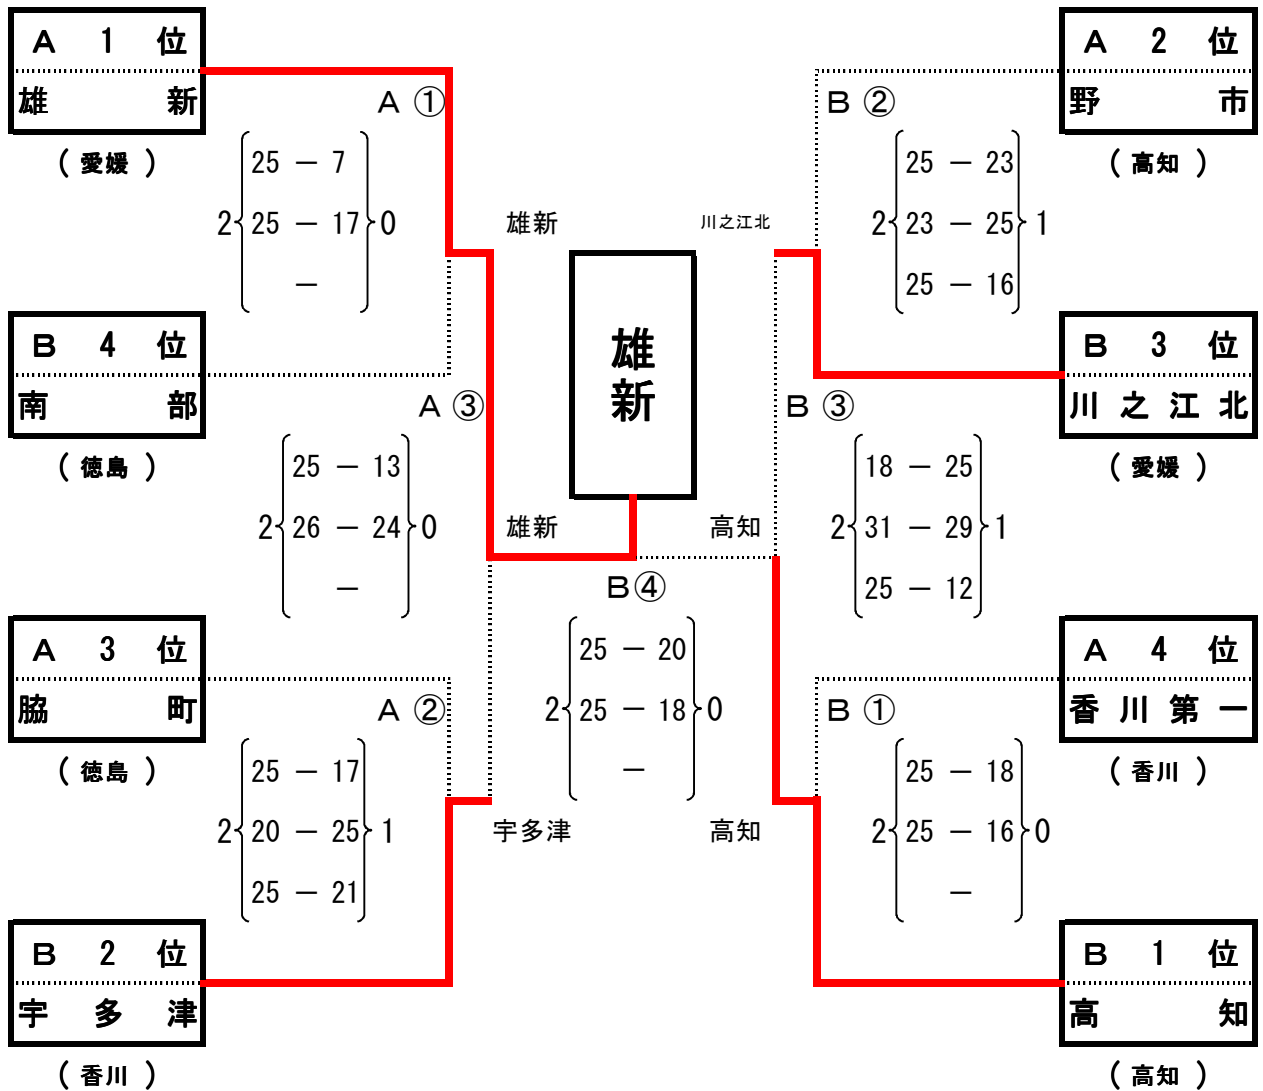 A 1 位
雄 新
( 愛媛 )
A ①
25 － 7
2 25 － 17 0
－
B 4 位
南 部
( 徳島 )
A ③
25 － 13
2 26 － 24 0
－
A 3 位
脇 町
( 徳島 )
A ②
25 － 17
2 20 － 25 1
25 － 21
B 2 位
宇 多 津
( 香川 )
雄新
雄新
宇多津
雄新
B④
25 － 20
2 25 － 18 0
－
川之江北
高知
高知
A 2 位
野 市
( 高知 )
B ②
25 － 23
2 23 － 25 1
25 － 16
B 3 位
川 之 江 北
( 愛媛 )
B ③
18 － 25
2 31 － 29 1
25 － 12
A 4 位
香 川 第 一
( 香川 )
B ①
25 － 18
2 25 － 16 0
－
B 1 位
高 知
( 高知 )